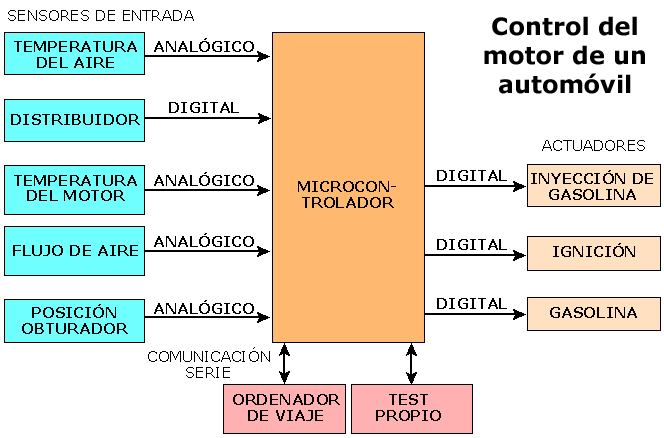 SENSORES DE ENTRADA
Control del
motor de un
automóvil
TEMPERATURA
DEL AIRE
ANALÓGICO
DISTRIBUIDOR
DIGITAL
TEMPERATURA
DEL MOTOR
ANALÓGICO
FLUJO DE AIRE
ANALÓGICO
POSICIÓN
OBTURADOR
ANALÓGICO
MICROCON-
TROLADOR
ACTUADORES
DIGITAL
INYECCIÓN DE
GASOLINA
DIGITAL
IGNICIÓN
DIGITAL
GASOLINA
COMUNICACIÓN
SERIE
ORDENADOR
DE VIAJE
TEST
PROPIO